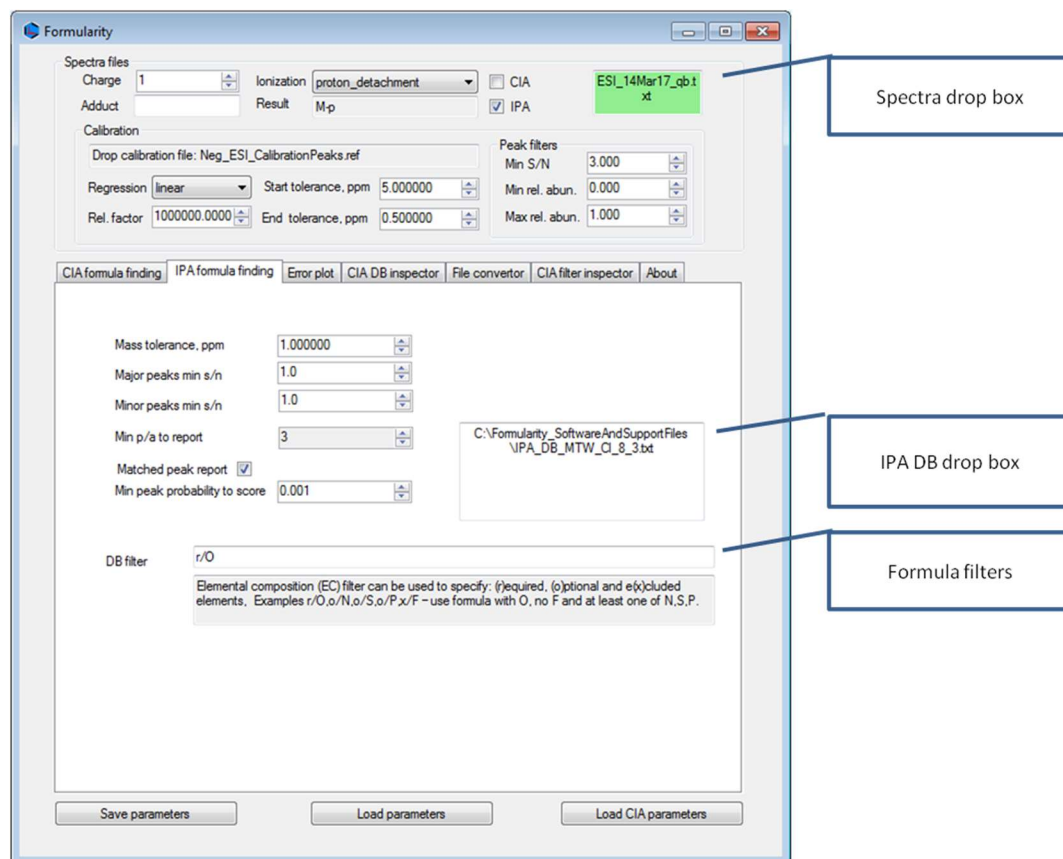 Formularity
Spectra files
Charge 1 Ionization proton_detachment CIA
Adduct Result M-p IPA
ESI_14Mar17_qb.t
xt
Spectra drop box
Calibration
Drop calibration file: Neg_ESI_CalibrationPeaks.ref
Regression linear Start tolerance, ppm 5.000000
Rel. factor 1000000.0000 End tolerance, ppm 0.500000
Peak filters
Min S/N 3.000
Min rel. abun. 0.000
Max rel. abun. 1.000
CIA formula finding IPA formula finding Error plot CIA DB inspector File convertor CIA filter inspector About
Mass tolerance, ppm 1.000000
Major peaks min s/n 1.0
Minor peaks min s/n 1.0
Min p/a to report 3
Matched peak report
Min peak probability to score 0.001
C:\Formularity_SoftwareAndSupportFiles
\IPA_DB_MTW_Cl_8_3.txt
IPA DB drop box
DB filter r/O
Elemental composition (EC) filter can be used to specify: (r)equired, (o)ptional and e(x)cluded
elements, Examples r/O,o/N,o/S,o/P,x/F - use formula with O, no F and at least one of N,S,P.
Formula filters
Save parameters Load parameters Load CIA parameters